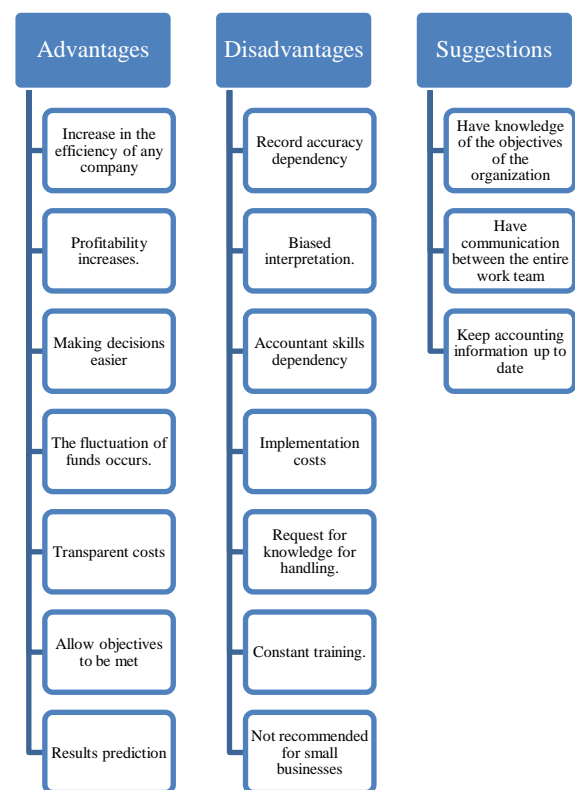 Advantages
Increase in the
efficiency of any
company
Profitability
increases.
Making decisions
easier
The fluctuation of
funds occurs.
Transparent costs
Allow objectives
to be met
Results prediction
Disadvantages
Record accuracy
dependency
Biased
interpretation.
Accountant skills
dependency
Implementation
costs
Request for
knowledge for
handling.
Constant training.
Not recommended
for small
businesses
Suggestions
Have knowledge
of the objectives
of the
organization
Have
communication
between the entire
work team
Keep accounting
information up to
date